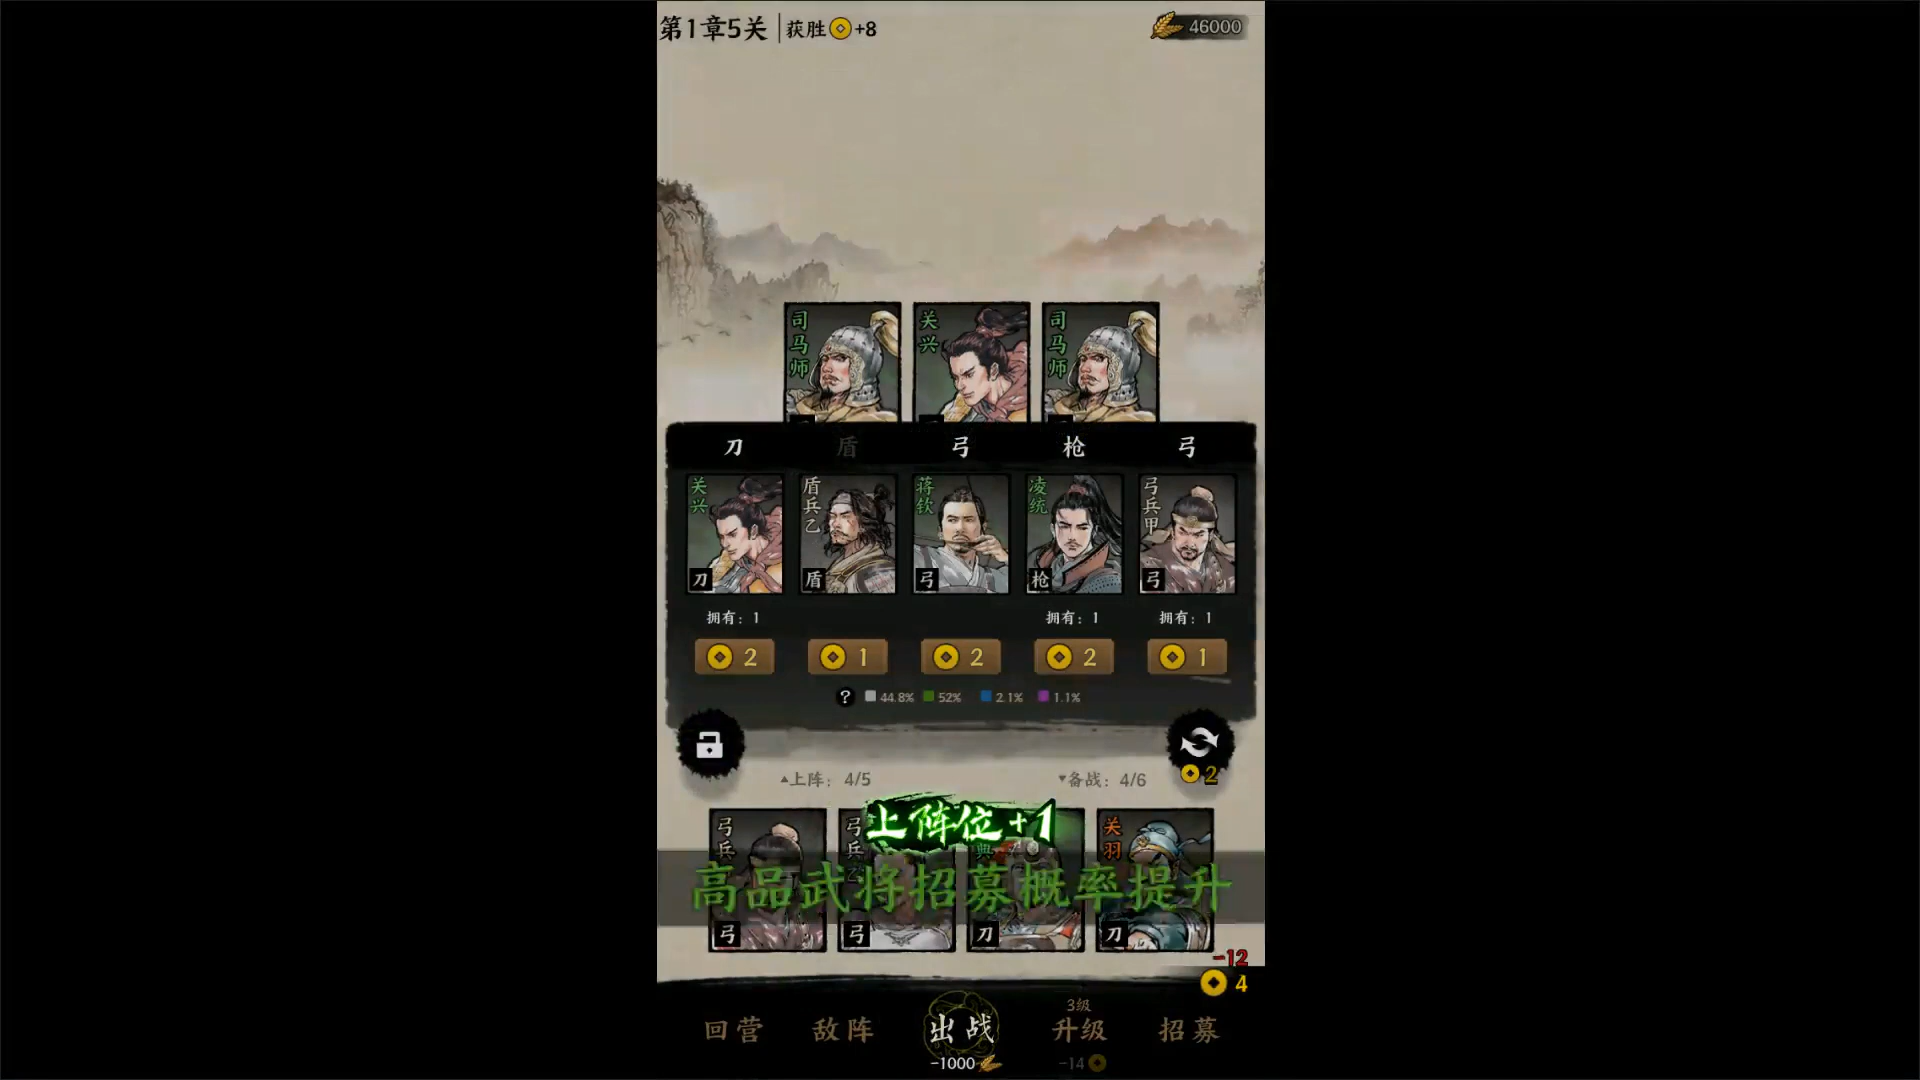 第1章5关 获胜 +8
46000
司马师
关兴
司马师
刀 盾 弓 枪 弓
关兴
刀
盾兵乙
盾
蒋钦
弓
凌统
枪
弓兵甲
弓
拥有：1
拥有：1
拥有：1
2 1 2 2 1
? 44.8% 52% 2.1% 1.1%
2
▲上阵：4/5
▼备战：4/6
上阵位+1
高品武将招募概率提升
弓兵
弓
弓兵乙
弓
典
刀
关羽
刀
-12
4
回营
敌阵
出战
-1000
3级
升级
-14
招募